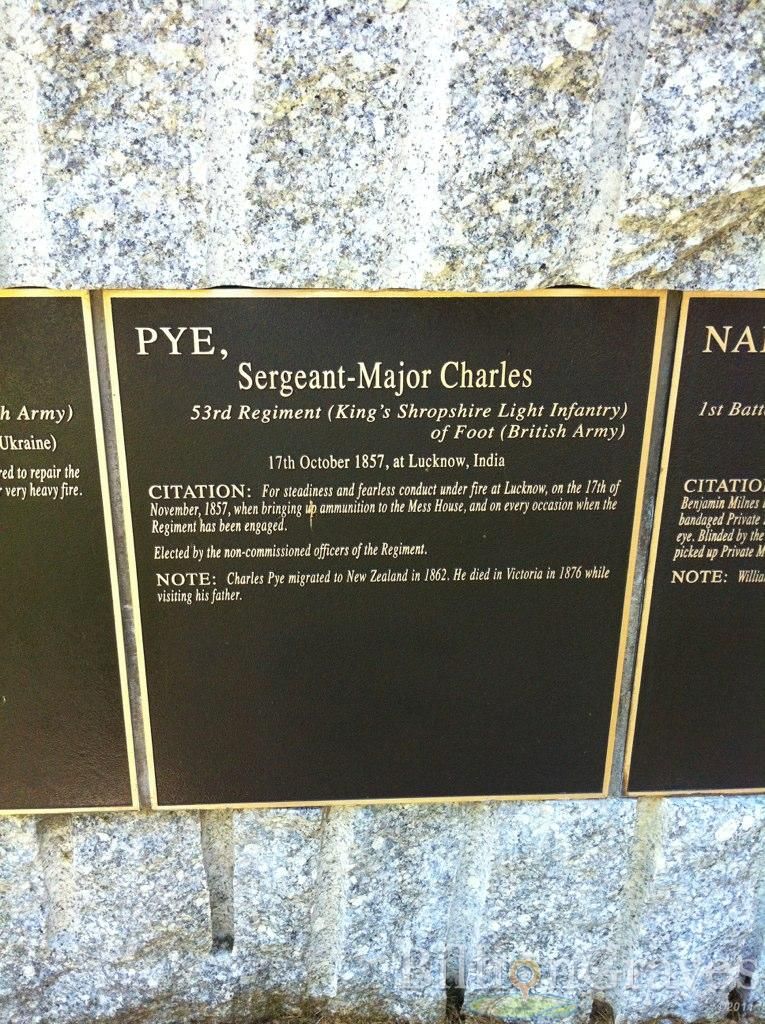 h Army)
Ukraine)
red to repair the
very heavy fire.
PYE,
Sergeant-Major Charles
53rd Regiment (King's Shropshire Light Infantry)
of Foot (British Army)
17th October 1857, at Lucknow, India
CITATION: For steadiness and fearless conduct under fire at Lucknow, on the 17th of
November, 1857, when bringing up ammunition to the Mess House, and on every occasion when the
Regiment has been engaged.
Elected by the non-commissioned officers of the Regiment.
NOTE: Charles Pye migrated to New Zealand in 1862. He died in Victoria in 1876 while
visiting his father.
NA
1st Batt
CITATIO
Benjamin Milnes
bandaged Private
eye. Blinded by the
picked up Private M
NOTE: Willia
BillionGraves
©2011